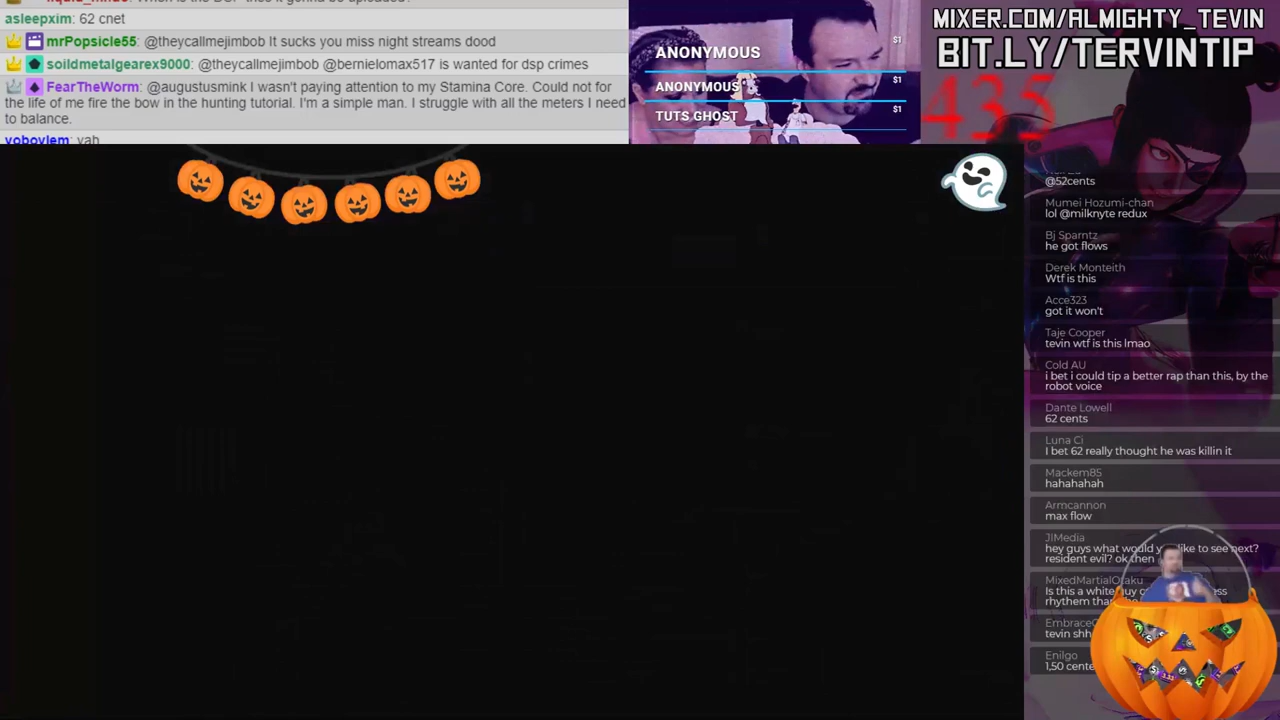 asleepxim: 62 cnet
mrPopsicle55: @theycallmejimbob It sucks you miss night streams dood
soildmetalgearex9000: @theycallmejimbob @bernielomax517 is wanted for dsp crimes
FearTheWorm: @augustusmink I wasn't paying attention to my Stamina Core. Could not for
the life of me fire the bow in the hunting tutorial. I'm a simple man. I struggle with all the meters I need
to balance.
yoboylem: yah
ANONYMOUS $1
ANONYMOUS $1
TUTS GHOST $1
MIXER.COM/ALMIGHTY_TEVIN
BIT.LY/TERVINTIP
435
@52cents
Mumei Hozumi-chan
lol @milknyte redux
Bj Sparntz
he got flows
Derek Monteith
Wtf is this
Acce323
got it won't
Taje Cooper
tevin wtf is this lmao
Cold AU
i bet i could tip a better rap than this, by the
robot voice
Dante Lowell
62 cents
Luna Ci
I bet 62 really thought he was killin it
Mackem85
hahahahah
Armcannon
max flow
JIMedia
hey guys what would you like to see next?
resident evil? ok then
MixedMartialOtaku
Is this a white guy
rhythem
tevin
Enilgo
1,50